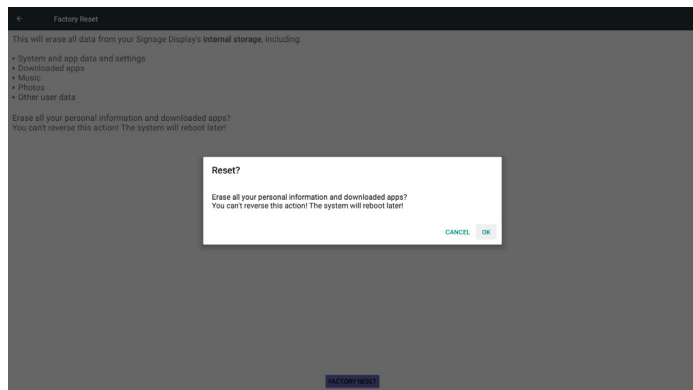 Factory Reset
This will erase all data from your Signage Display's internal storage, including:
• System and app data and settings
• Downloaded apps
• Music
• Photos
• Other user data
Erase all your personal information and downloaded apps?
You can't reverse this action! The system will reboot later!
Reset?
Erase all your personal information and downloaded apps?
You can't reverse this action! The system will reboot later!
CANCEL OK
FACTORY RESET